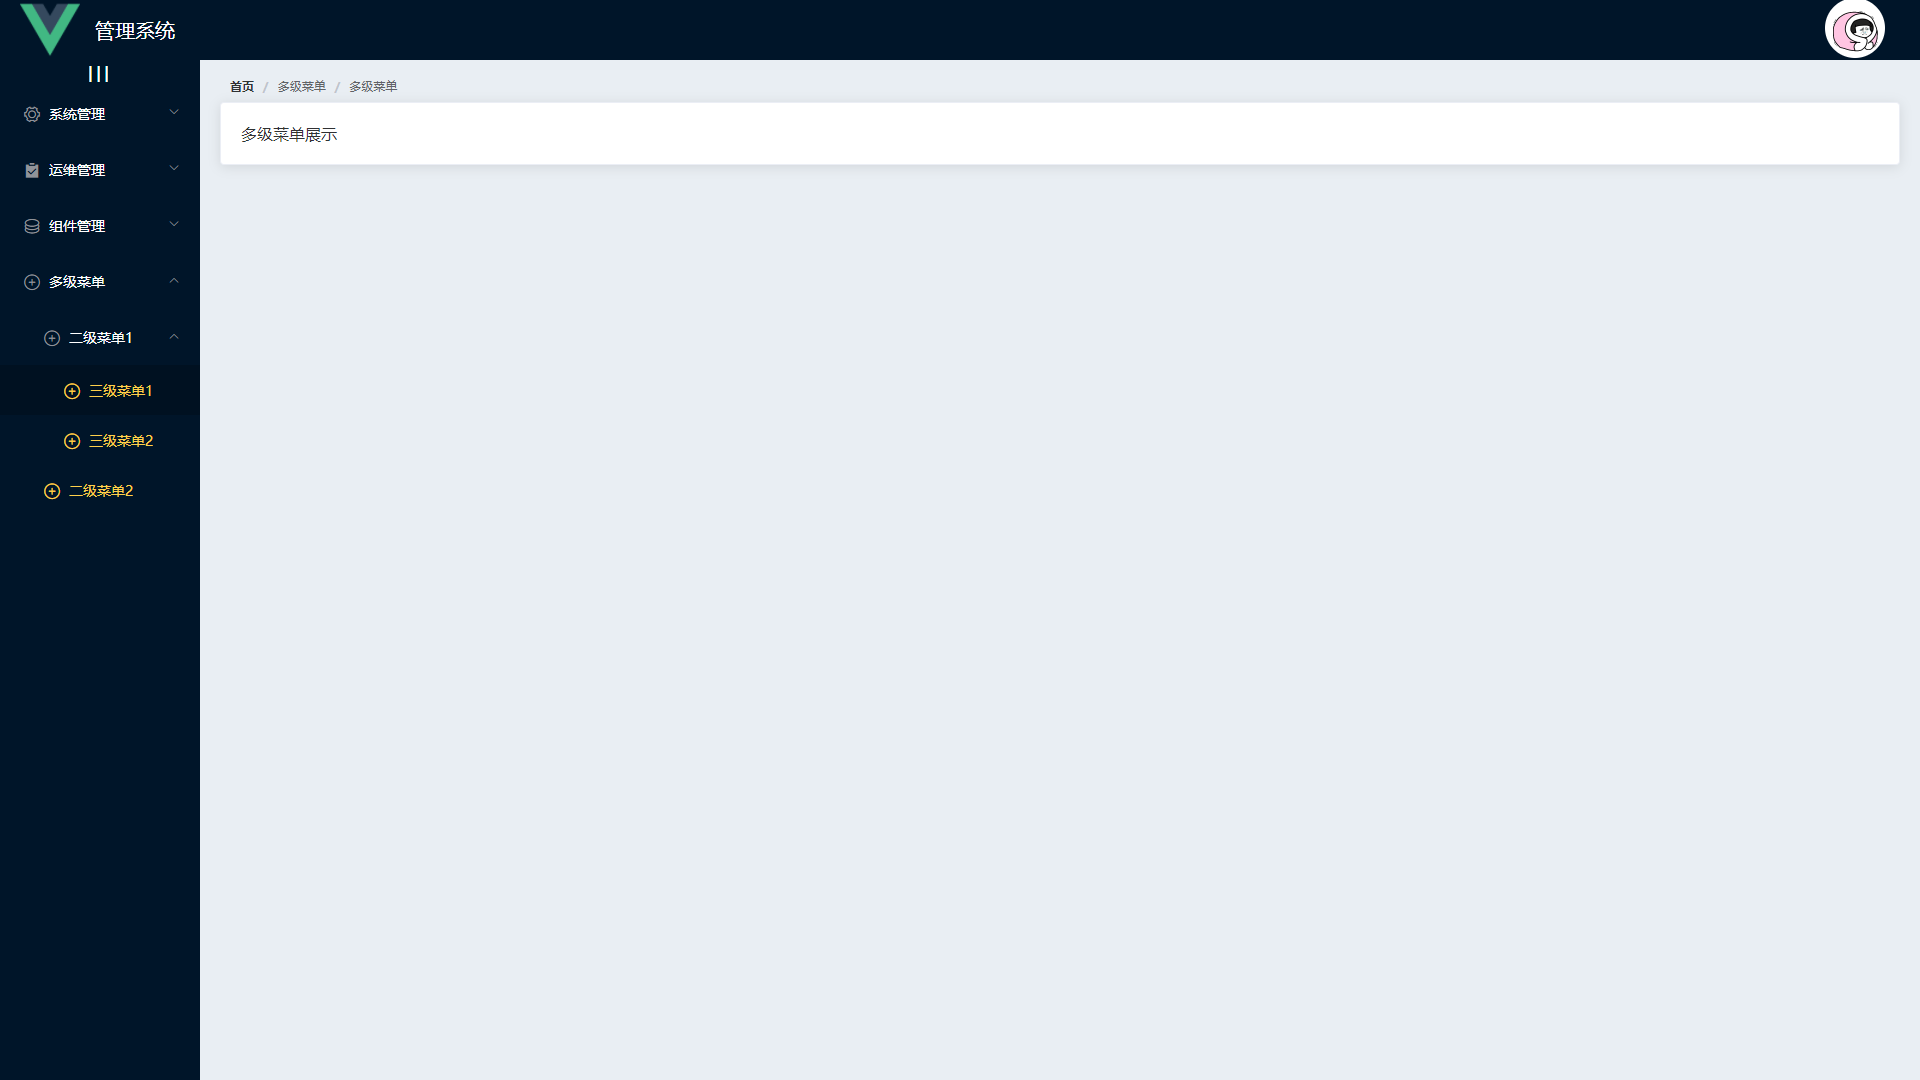 管理系统
|||
系统管理
运维管理
组件管理
多级菜单
二级菜单1
三级菜单1
三级菜单2
二级菜单2
首页 / 多级菜单 / 多级菜单
多级菜单展示